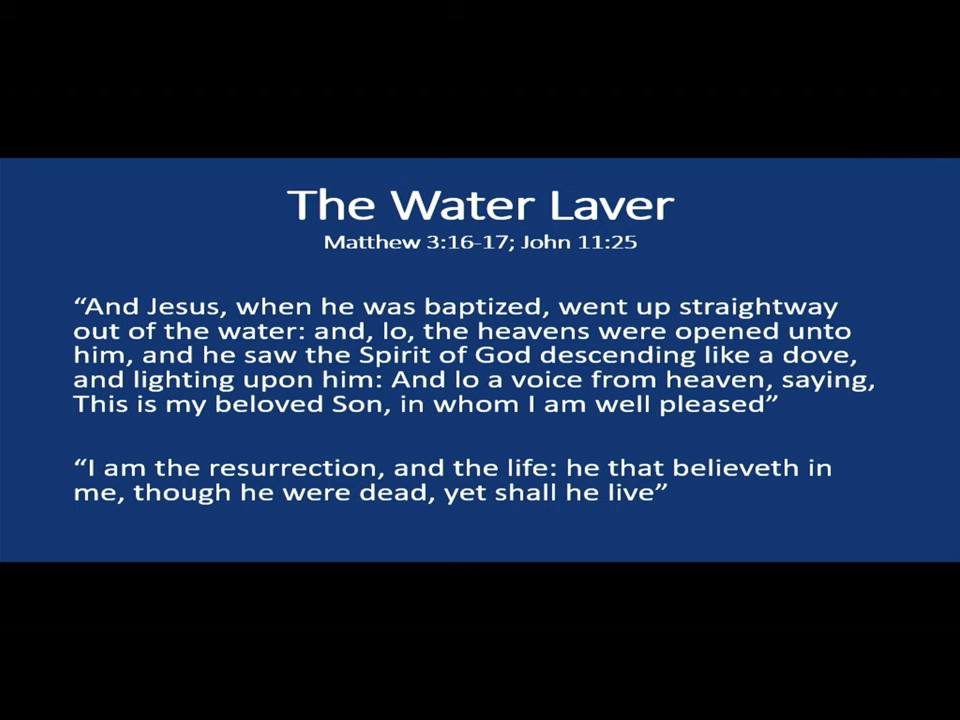 The Water Laver
Matthew 3:16-17; John 11:25
“And Jesus, when he was baptized, went up straightway
out of the water: and, lo, the heavens were opened unto
him, and he saw the Spirit of God descending like a dove,
and lighting upon him: And lo a voice from heaven, saying,
This is my beloved Son, in whom I am well pleased”
“I am the resurrection, and the life: he that believeth in
me, though he were dead, yet shall he live”